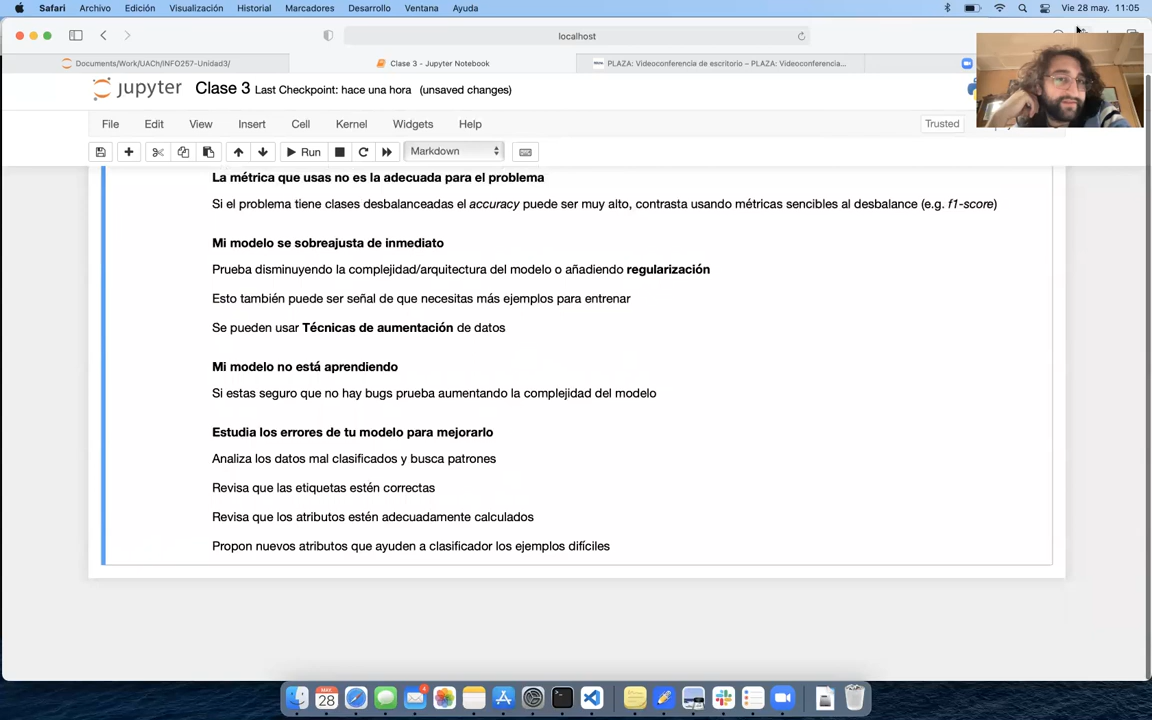 Safari Archivo Edición Visualización Historial Marcadores Desarrollo Ventana Ayuda Vie 28 may. 11:05
localhost
Documents/Work/UACh/INFO257-Unidad3/ Clase 3 - Jupyter Notebook PLAZA: Videoconferencia de escritorio – PLAZA: Videoconferencia...
jupyter Clase 3 Last Checkpoint: hace una hora (unsaved changes)
File Edit View Insert Cell Kernel Widgets Help Trusted
Run Markdown
La métrica que usas no es la adecuada para el problema
Si el problema tiene clases desbalanceadas el accuracy puede ser muy alto, contrasta usando métricas sencibles al desbalance (e.g. f1-score)
Mi modelo se sobreajusta de inmediato
Prueba disminuyendo la complejidad/arquitectura del modelo o añadiendo regularización
Esto también puede ser señal de que necesitas más ejemplos para entrenar
Se pueden usar Técnicas de aumentación de datos
Mi modelo no está aprendiendo
Si estas seguro que no hay bugs prueba aumentando la complejidad del modelo
Estudia los errores de tu modelo para mejorarlo
Analiza los datos mal clasificados y busca patrones
Revisa que las etiquetas estén correctas
Revisa que los atributos estén adecuadamente calculados
Propon nuevos atributos que ayuden a clasificador los ejemplos difíciles
4
28